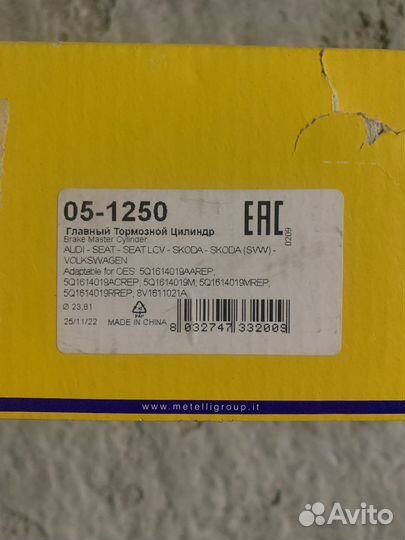 05-1250
EAC
0209
Главный Тормозной Цилиндр
Brake Master Cylinder
AUDI - SEAT - SEAT LCV - SKODA - SKODA (SVW) -
VOLKSWAGEN
Adaptable for OES: 5Q1614019AAREP;
5Q1614019ACREP; 5Q1614019M; 5Q1614019MREP;
5Q1614019RREP; 8V1611021A
Ø 23,81
25/11/22 MADE IN CHINA
PAP
8 032747 332009
www.metelligroup.it
Avito